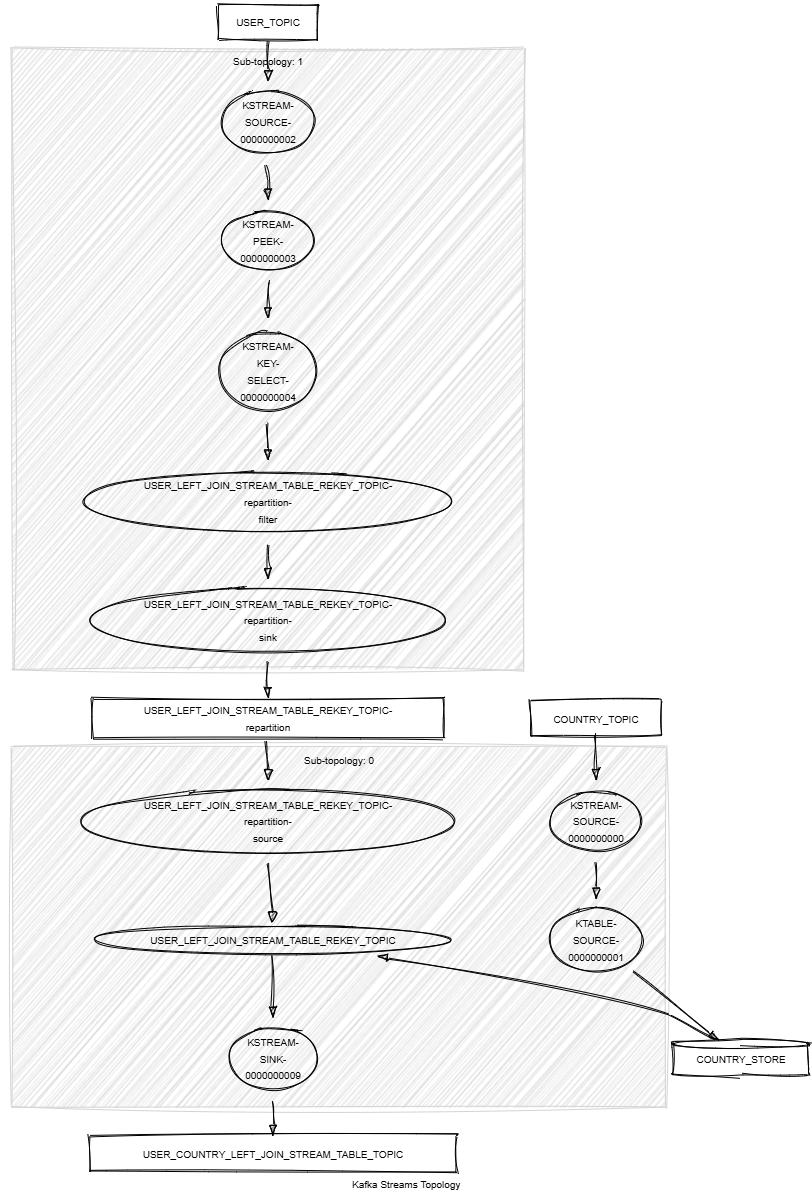 USER_TOPIC
Sub-topology: 1
KSTREAM-
SOURCE-
0000000002
KSTREAM-
PEEK-
0000000003
KSTREAM-
KEY-
SELECT-
0000000004
USER_LEFT_JOIN_STREAM_TABLE_REKEY_TOPIC-
repartition-
filter
USER_LEFT_JOIN_STREAM_TABLE_REKEY_TOPIC-
repartition-
sink
USER_LEFT_JOIN_STREAM_TABLE_REKEY_TOPIC-
repartition
COUNTRY_TOPIC
Sub-topology: 0
USER_LEFT_JOIN_STREAM_TABLE_REKEY_TOPIC-
repartition-
source
KSTREAM-
SOURCE-
0000000000
USER_LEFT_JOIN_STREAM_TABLE_REKEY_TOPIC
KTABLE-
SOURCE-
0000000001
KSTREAM-
SINK-
0000000009
COUNTRY_STORE
USER_COUNTRY_LEFT_JOIN_STREAM_TABLE_TOPIC
Kafka Streams Topology